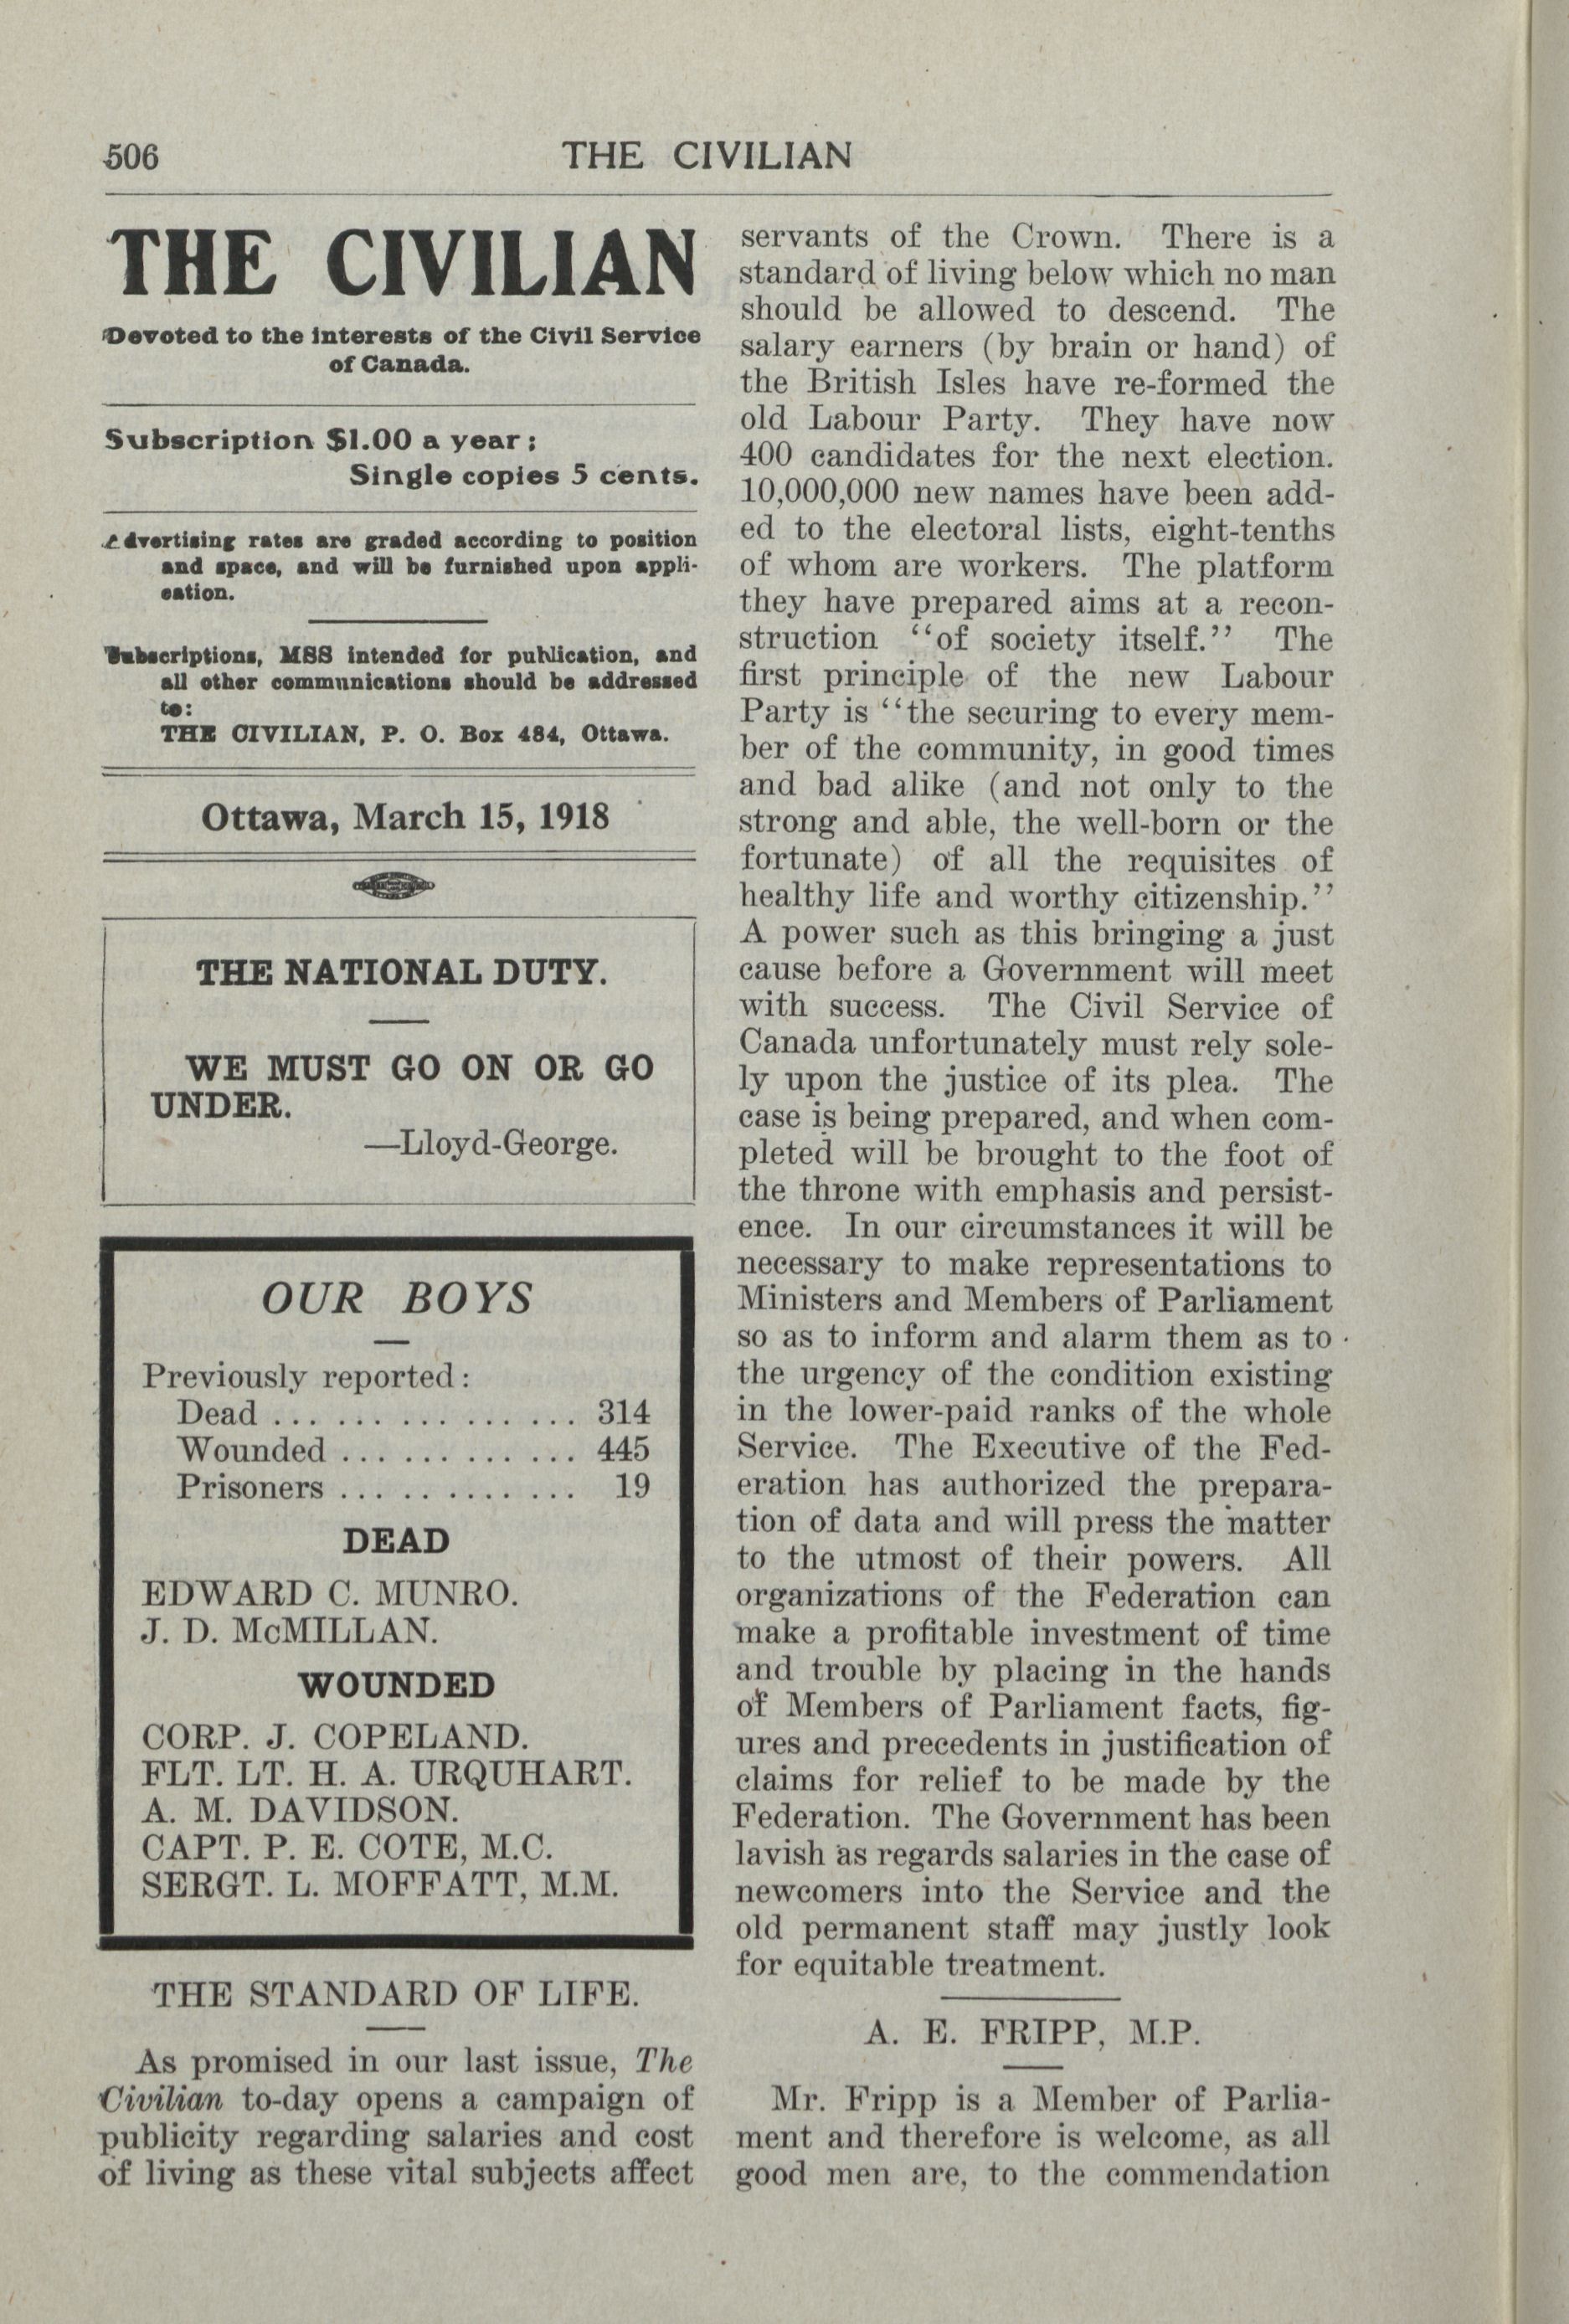 506
THE CIVILIAN
THE CIVILIAN
Devoted to the interests of the Civil Service
of Canada.
Subscription $1.00 a year;
Single copies 5 cents.
Advertising rates are graded according to position
and space, and will be furnished upon appli-
cation.
Subscriptions, MSS intended for publication, and
all other communications should be addressed
to:
THE CIVILIAN, P. O. Box 484, Ottawa.
Ottawa, March 15, 1918
THE NATIONAL DUTY.
WE MUST GO ON OR GO
UNDER.
—Lloyd-George.
OUR BOYS
Previously reported:
Dead ... ... ... ... ... 314
Wounded ... ... ... ... 445
Prisoners ... ... ... ... 19
DEAD
EDWARD C. MUNRO.
J. D. McMILLAN.
WOUNDED
CORP. J. COPELAND.
FLT. LT. H. A. URQUHART.
A. M. DAVIDSON.
CAPT. P. E. COTE, M.C.
SERGT. L. MOFFATT, M.M.
THE STANDARD OF LIFE.
As promised in our last issue, The
Civilian to-day opens a campaign of
publicity regarding salaries and cost
of living as these vital subjects affect
servants of the Crown. There is a
standard of living below which no man
should be allowed to descend. The
salary earners (by brain or hand) of
the British Isles have re-formed the
old Labour Party. They have now
400 candidates for the next election.
10,000,000 new names have been add-
ed to the electoral lists, eight-tenths
of whom are workers. The platform
they have prepared aims at a recon-
struction "of society itself." The
first principle of the new Labour
Party is "the securing to every mem-
ber of the community, in good times
and bad alike (and not only to the
strong and able, the well-born or the
fortunate) of all the requisites of
healthy life and worthy citizenship."
A power such as this bringing a just
cause before a Government will meet
with success. The Civil Service of
Canada unfortunately must rely sole-
ly upon the justice of its plea. The
case is being prepared, and when com-
pleted will be brought to the foot of
the throne with emphasis and persist-
ence. In our circumstances it will be
necessary to make representations to
Ministers and Members of Parliament
so as to inform and alarm them as to
the urgency of the condition existing
in the lower-paid ranks of the whole
Service. The Executive of the Fed-
eration has authorized the prepara-
tion of data and will press the matter
to the utmost of their powers. All
organizations of the Federation can
make a profitable investment of time
and trouble by placing in the hands
of Members of Parliament facts, fig-
ures and precedents in justification of
claims for relief to be made by the
Federation. The Government has been
lavish as regards salaries in the case of
newcomers into the Service and the
old permanent staff may justly look
for equitable treatment.
A. E. FRIPP, M.P.
Mr. Fripp is a Member of Parlia-
ment and therefore is welcome, as all
good men are, to the commendation